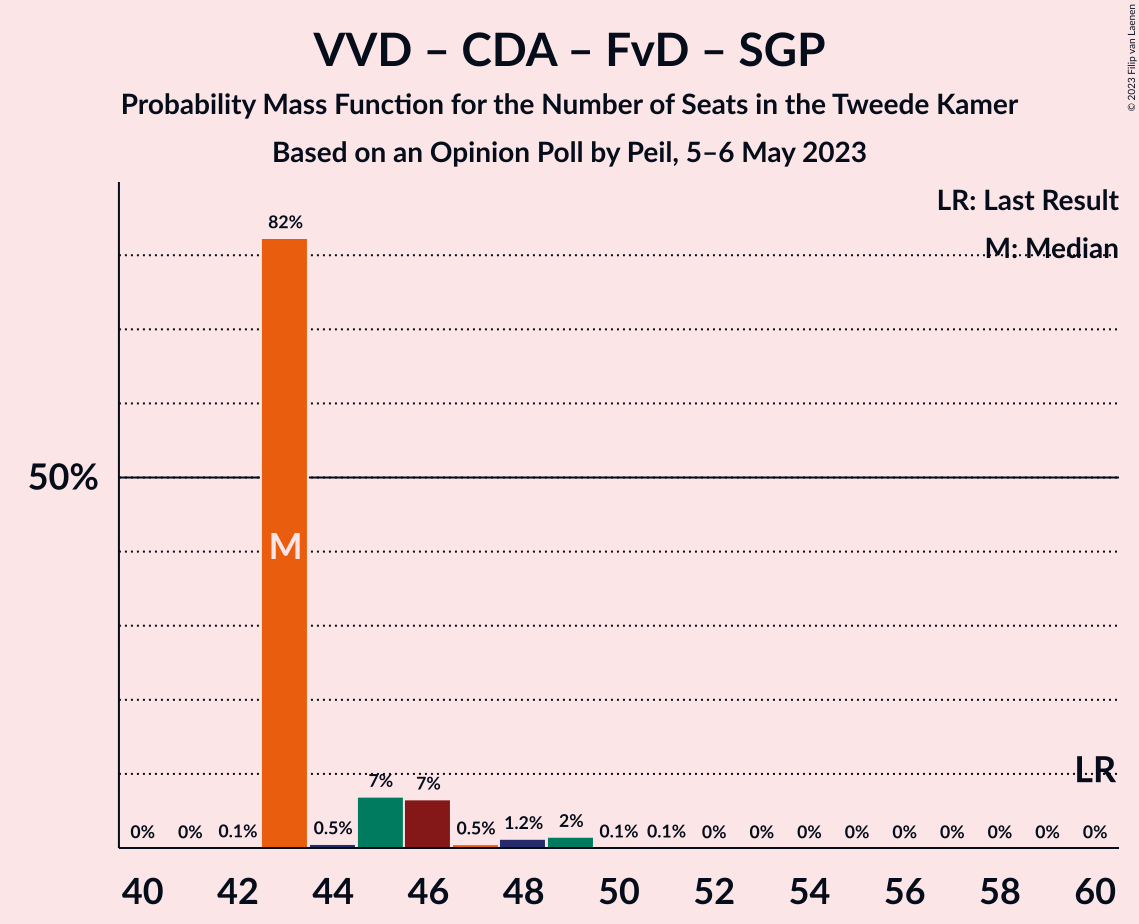 VVD – CDA – FvD – SGP
Probability Mass Function for the Number of Seats in the Tweede Kamer
Based on an Opinion Poll by Peil, 5–6 May 2023
© 2023 Filip van Laenen
LR: Last Result
M: Median
50%
82%
M
LR
0% 0% 0.1% 0.5% 7% 7% 0.5% 1.2% 2% 0.1% 0.1% 0% 0% 0% 0% 0% 0% 0% 0% 0%
40 42 44 46 48 50 52 54 56 58 60